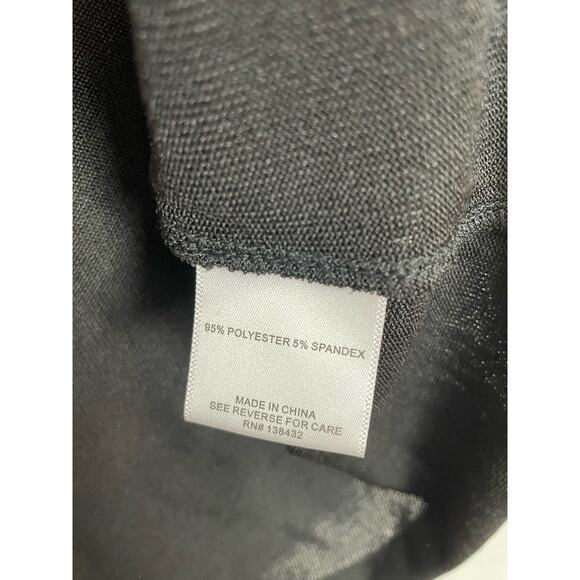 95% POLYESTER 5% SPANDEX
MADE IN CHINA
SEE REVERSE FOR CARE
RN# 138432